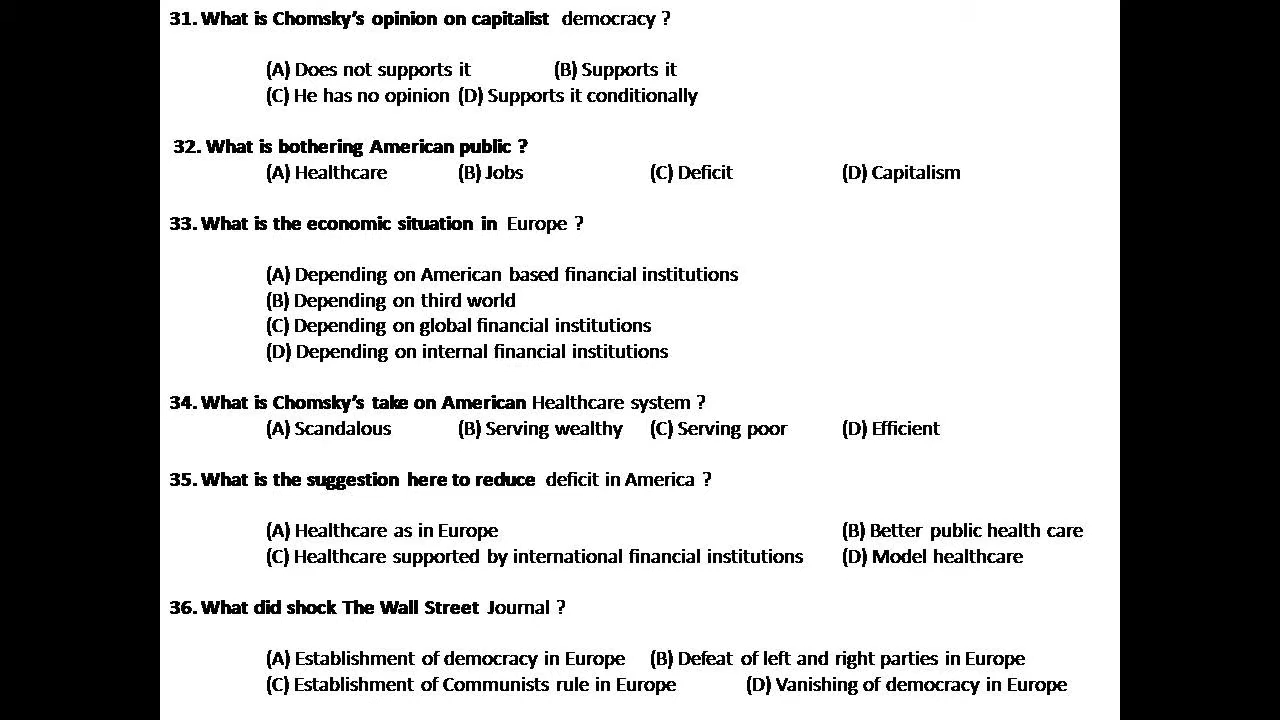 31. What is Chomsky's opinion on capitalist democracy ?
(A) Does not supports it (B) Supports it
(C) He has no opinion (D) Supports it conditionally
32. What is bothering American public ?
(A) Healthcare (B) Jobs (C) Deficit (D) Capitalism
33. What is the economic situation in Europe ?
(A) Depending on American based financial institutions
(B) Depending on third world
(C) Depending on global financial institutions
(D) Depending on internal financial institutions
34. What is Chomsky's take on American Healthcare system ?
(A) Scandalous (B) Serving wealthy (C) Serving poor (D) Efficient
35. What is the suggestion here to reduce deficit in America ?
(A) Healthcare as in Europe (B) Better public health care
(C) Healthcare supported by international financial institutions (D) Model healthcare
36. What did shock The Wall Street Journal ?
(A) Establishment of democracy in Europe (B) Defeat of left and right parties in Europe
(C) Establishment of Communists rule in Europe (D) Vanishing of democracy in Europe